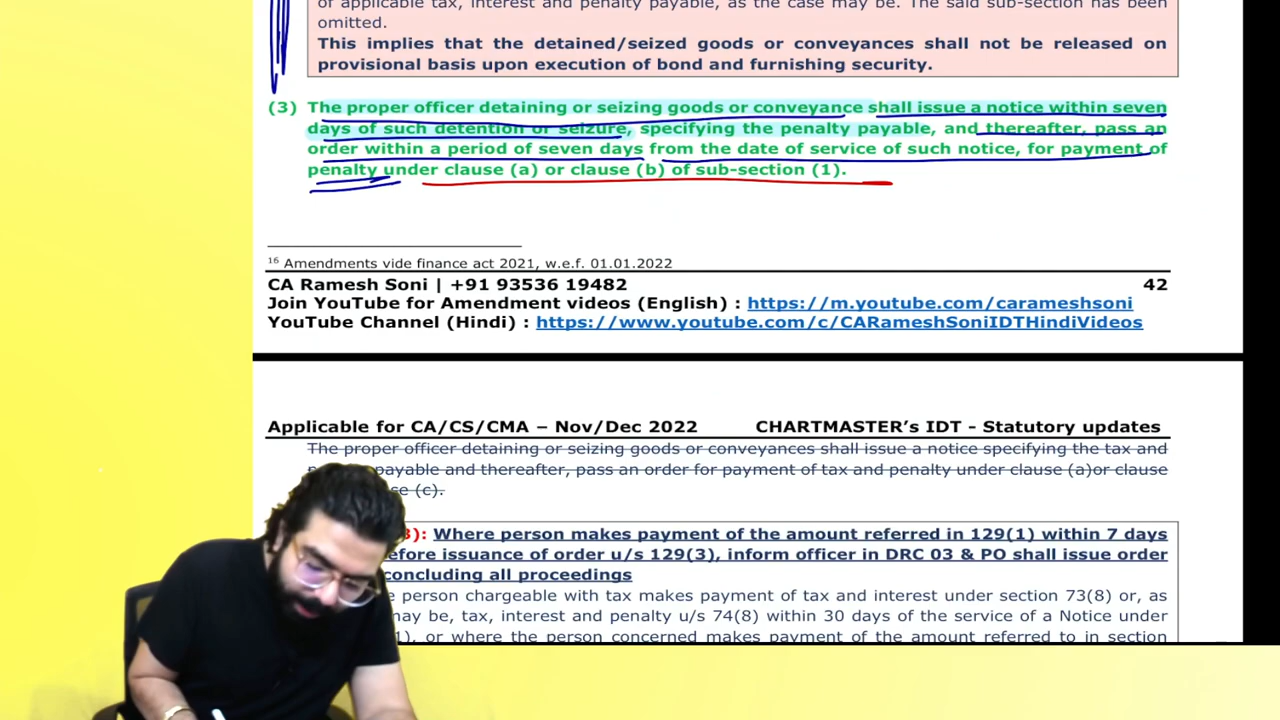 of applicable tax, interest and penalty payable, as the case may be. The said sub-section has been
omitted.
This implies that the detained/seized goods or conveyances shall not be released on
provisional basis upon execution of bond and furnishing security.
(3) The proper officer detaining or seizing goods or conveyance shall issue a notice within seven
days of such detention or seizure, specifying the penalty payable, and thereafter, pass an
order within a period of seven days from the date of service of such notice, for payment of
penalty under clause (a) or clause (b) of sub-section (1).
16 Amendments vide finance act 2021, w.e.f. 01.01.2022
CA Ramesh Soni | +91 93536 19482 42
Join YouTube for Amendment videos (English) : https://m.youtube.com/carameshsoni
YouTube Channel (Hindi) : https://www.youtube.com/c/CARameshSoniIDTHindiVideos
Applicable for CA/CS/CMA – Nov/Dec 2022 CHARTMASTER's IDT - Statutory updates
The proper officer detaining or seizing goods or conveyances shall issue a notice specifying the tax and
payable and thereafter, pass an order for payment of tax and penalty under clause (a)or clause
(c).
3): Where person makes payment of the amount referred in 129(1) within 7 days
efore issuance of order u/s 129(3), inform officer in DRC 03 & PO shall issue order
concluding all proceedings
person chargeable with tax makes payment of tax and interest under section 73(8) or, as
may be, tax, interest and penalty u/s 74(8) within 30 days of the service of a Notice under
1), or where the person concerned makes payment of the amount referred to in section